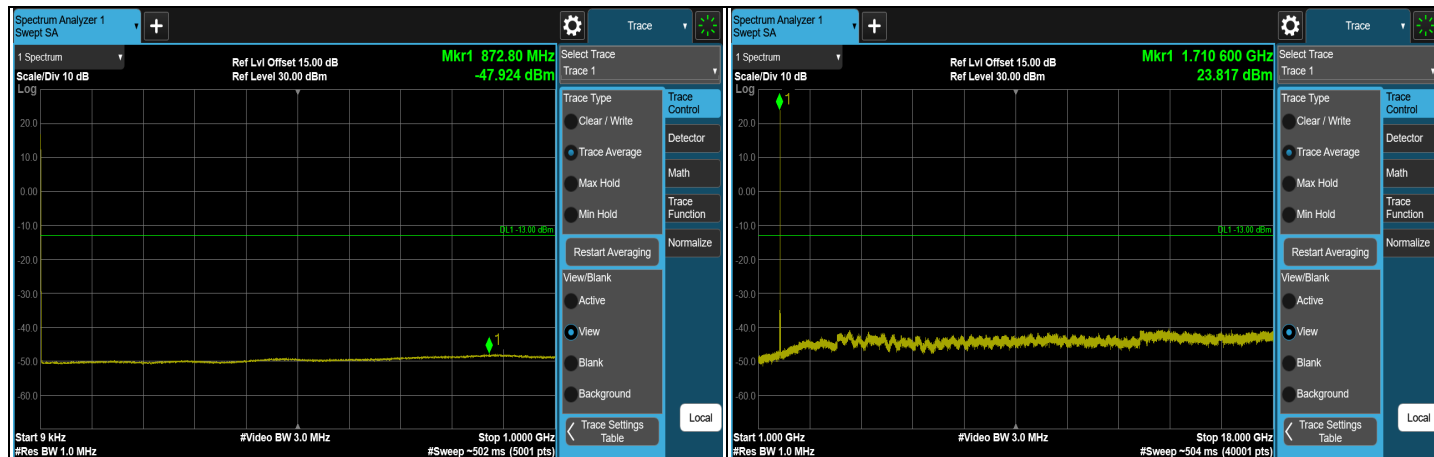 Spectrum Analyzer 1
Swept SA
+
Trace
1 Spectrum
Scale/Div 10 dB
Log
Ref Lvl Offset 15.00 dB
Ref Level 30.00 dBm
Mkr1 872.80 MHz
-47.924 dBm
20.0
10.0
0.00
-10.0
-20.0
-30.0
-40.0
-50.0
-60.0
DL1 -13.00 dBm
1
Start 9 kHz
#Res BW 1.0 MHz
#Video BW 3.0 MHz
Stop 1.0000 GHz
#Sweep ~502 ms (5001 pts)
Select Trace
Trace 1
Trace Type
Clear / Write
Trace Average
Max Hold
Min Hold
Restart Averaging
View/Blank
Active
View
Blank
Background
Trace Settings
Table
Trace
Control
Detector
Math
Trace
Function
Normalize
Local
Spectrum Analyzer 1
Swept SA
+
Trace
1 Spectrum
Scale/Div 10 dB
Log
Ref Lvl Offset 15.00 dB
Ref Level 30.00 dBm
Mkr1 1.710 600 GHz
23.817 dBm
1
20.0
10.0
0.00
-10.0
-20.0
-30.0
-40.0
-50.0
-60.0
DL1 -13.00 dBm
Start 1.000 GHz
#Res BW 1.0 MHz
#Video BW 3.0 MHz
Stop 18.000 GHz
#Sweep ~504 ms (40001 pts)
Select Trace
Trace 1
Trace Type
Clear / Write
Trace Average
Max Hold
Min Hold
Restart Averaging
View/Blank
Active
View
Blank
Background
Trace Settings
Table
Trace
Control
Detector
Math
Trace
Function
Normalize
Local